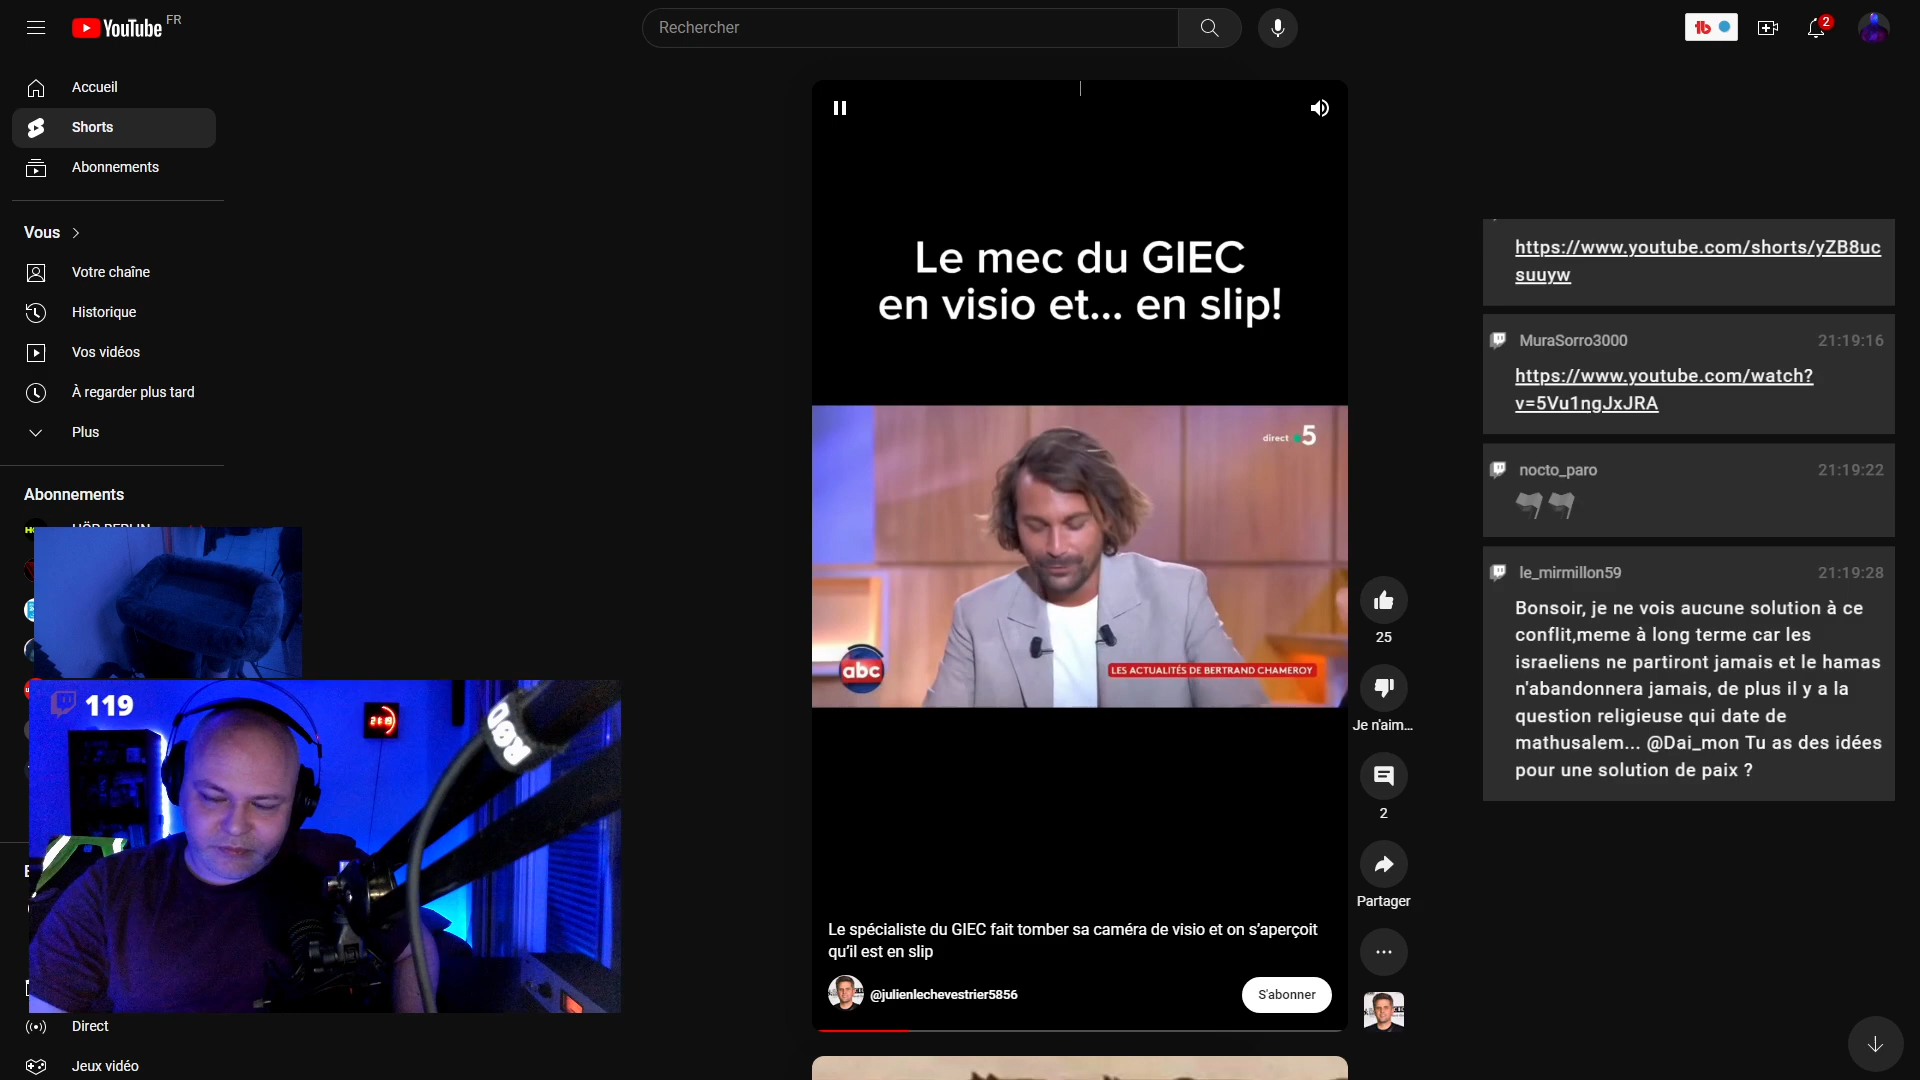 YouTube FR
Rechercher
2
Accueil
Shorts
Abonnements
Vous
Votre chaîne
Historique
Vos vidéos
À regarder plus tard
Plus
Abonnements
HÖR BERLIN
119
Direct
Jeux vidéo
Le mec du GIEC
en visio et... en slip!
direct 5
abc
LES ACTUALITÉS DE BERTRAND CHAMEROY
Le spécialiste du GIEC fait tomber sa caméra de visio et on s'aperçoit
qu'il est en slip
@julienlechevestrier5856
S'abonner
25
Je n'aim...
2
Partager
https://www.youtube.com/shorts/yZB8uc
suuyw
MuraSorro3000 21:19:16
https://www.youtube.com/watch?
v=5Vu1ngJxJRA
nocto_paro 21:19:22
le_mirmillon59 21:19:28
Bonsoir, je ne vois aucune solution à ce
conflit,meme à long terme car les
israeliens ne partiront jamais et le hamas
n'abandonnera jamais, de plus il y a la
question religieuse qui date de
mathusalem... @Dai_mon Tu as des idées
pour une solution de paix ?